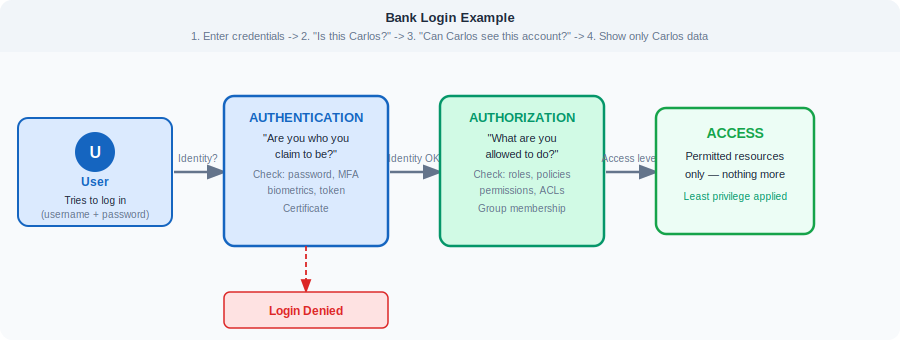 Bank Login Example
1. Enter credentials -> 2. "Is this Carlos?" -> 3. "Can Carlos see this account?" -> 4. Show only Carlos data
U
User
Tries to log in
(username + password)
Identity?
AUTHENTICATION
"Are you who you
claim to be?"
Check: password, MFA
biometrics, token
Certificate
Identity OK
AUTHORIZATION
"What are you
allowed to do?"
Check: roles, policies
permissions, ACLs
Group membership
Access level
ACCESS
Permitted resources
only — nothing more
Least privilege applied
Login Denied